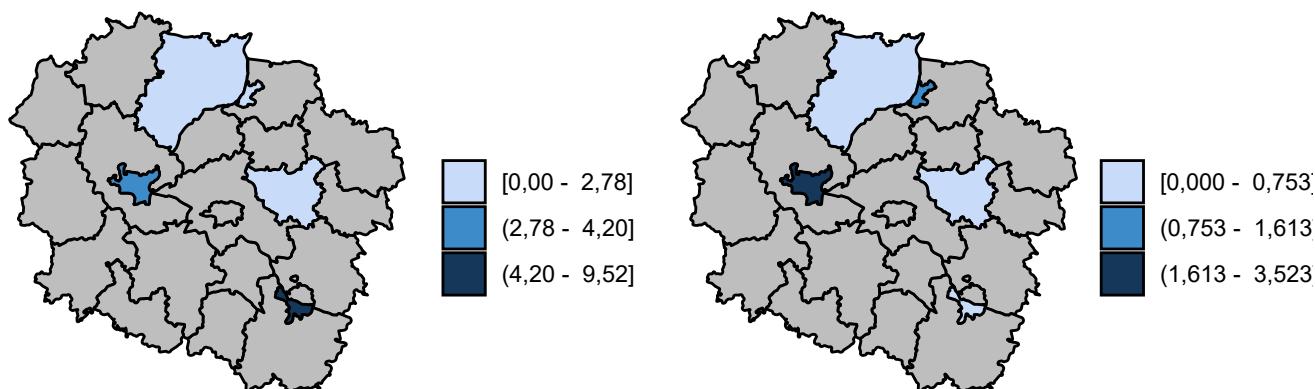 [0,00 - 2,78]
(2,78 - 4,20]
(4,20 - 9,52]
[0,000 - 0,753]
(0,753 - 1,613]
(1,613 - 3,523]